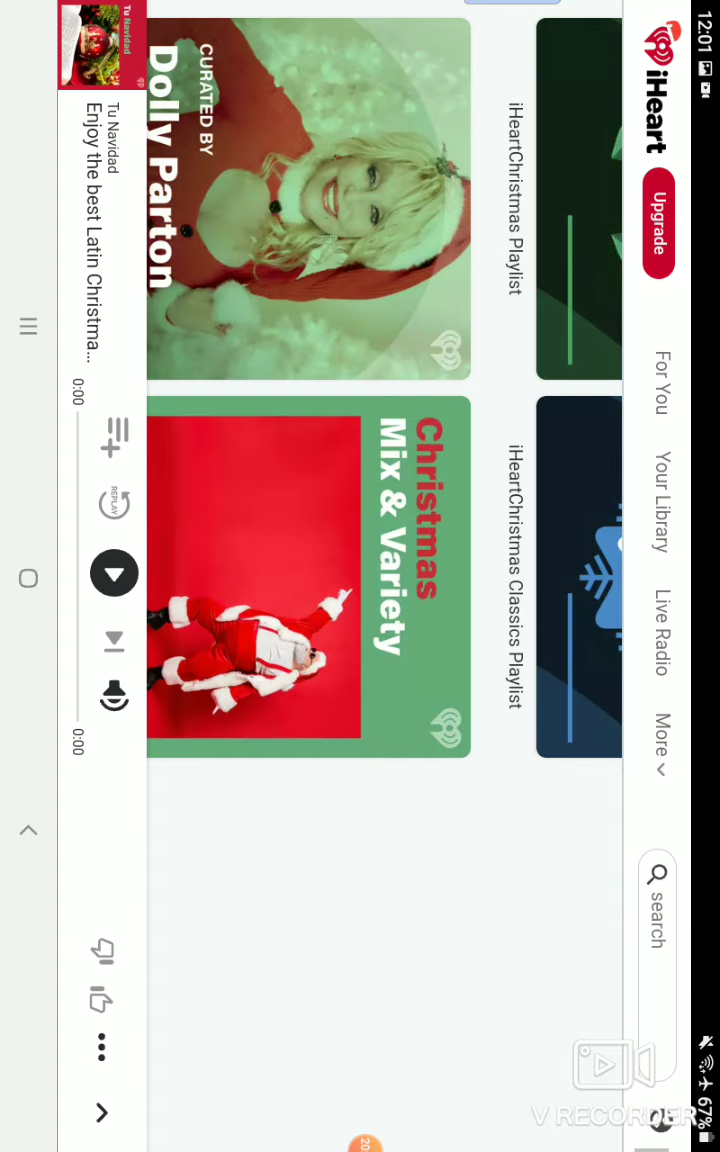 12:01
67%
iHeart
Upgrade
For You
Your Library
Live Radio
More
search
iHeartChristmas Playlist
iHeartChristmas Classics Playlist
CURATED BY
Dolly Parton
Christmas
Mix & Variety
Tu Navidad
Tu Navidad
Enjoy the best Latin Christma...
0:00
REPLAY
0:00
V RECORDER